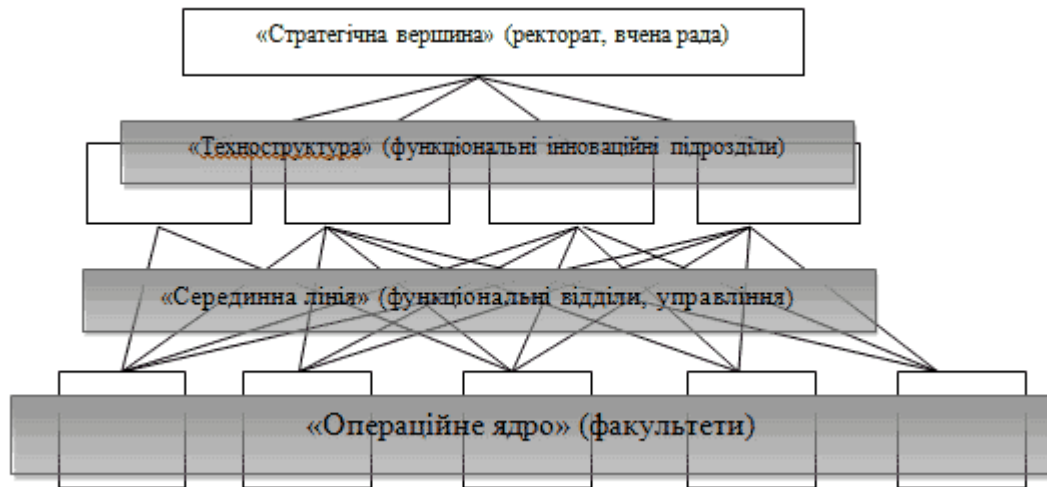 «Стратегічна вершина» (ректорат, вчена рада)
«Техноструктура» (функціональні інноваційні підрозділи)
«Серединна лінія» (функціональні відділи, управління)
«Операційне ядро» (факультети)